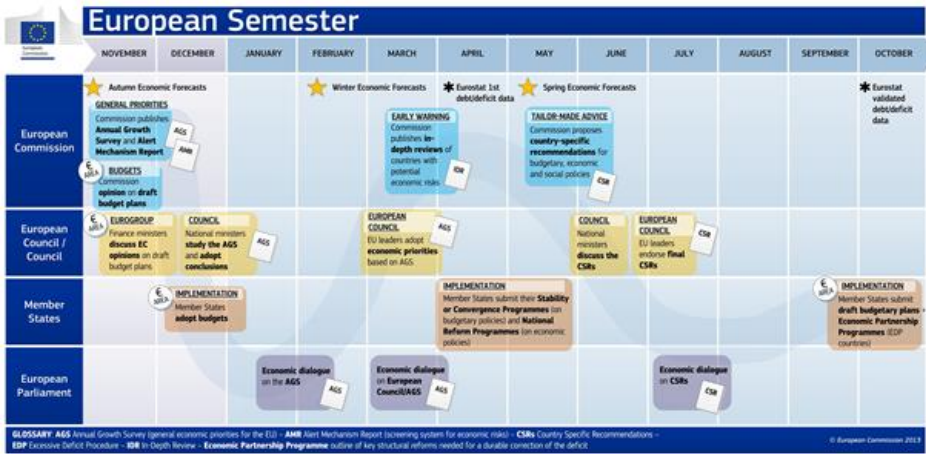 European Semester
European
Commission
NOVEMBER
DECEMBER
JANUARY
FEBRUARY
MARCH
APRIL
MAY
JUNE
JULY
AUGUST
SEPTEMBER
OCTOBER
European
Commission
Autumn Economic Forecasts
GENERAL PRIORITIES
Commission publishes
Annual Growth
Survey and Alert
Mechanism Report
AGS
AMR
€
AREA
BUDGETS
Commission
opinion on draft
budget plans
Winter Economic Forecasts
EARLY WARNING
Commission
publishes in-
depth reviews of
countries with
potential
economic risks
IDR
Eurostat 1st
debt/deficit data
Spring Economic Forecasts
TAILOR-MADE ADVICE
Commission proposes
country-specific
recommendations for
budgetary, economic
and social policies
CSR
Eurostat
validated
debt/deficit
data
European
Council /
Council
€
AREA
EUROGROUP
Finance ministers
discuss EC
opinions on draft
budget plans
COUNCIL
National ministers
study the AGS
and adopt
conclusions
AGS
EUROPEAN
COUNCIL
EU leaders adopt
economic priorities
based on AGS
AGS
COUNCIL
National
ministers
discuss the
CSRs
EUROPEAN
COUNCIL
EU leaders
endorse final
CSRs
CSR
Member
States
€
AREA
IMPLEMENTATION
Member States
adopt budgets
IMPLEMENTATION
Member States submit their Stability
or Convergence Programmes (on
budgetary policies) and National
Reform Programmes (on economic
policies)
€
AREA
IMPLEMENTATION
Member States submit
draft budgetary plans +
Economic Partnership
Programmes (EDP
countries)
European
Parliament
Economic dialogue
on the AGS
AGS
Economic dialogue
on European
Council/AGS
AGS
Economic dialogue
on CSRs
CSR
GLOSSARY: AGS Annual Growth Survey (general economic priorities for the EU) – AMR Alert Mechanism Report (screening system for economic risks) – CSRs Country Specific Recommendations –
EDP Excessive Deficit Procedure – IDR In-Depth Review – Economic Partnership Programme outline of key structural reforms needed for a durable correction of the deficit
© European Commission 2013